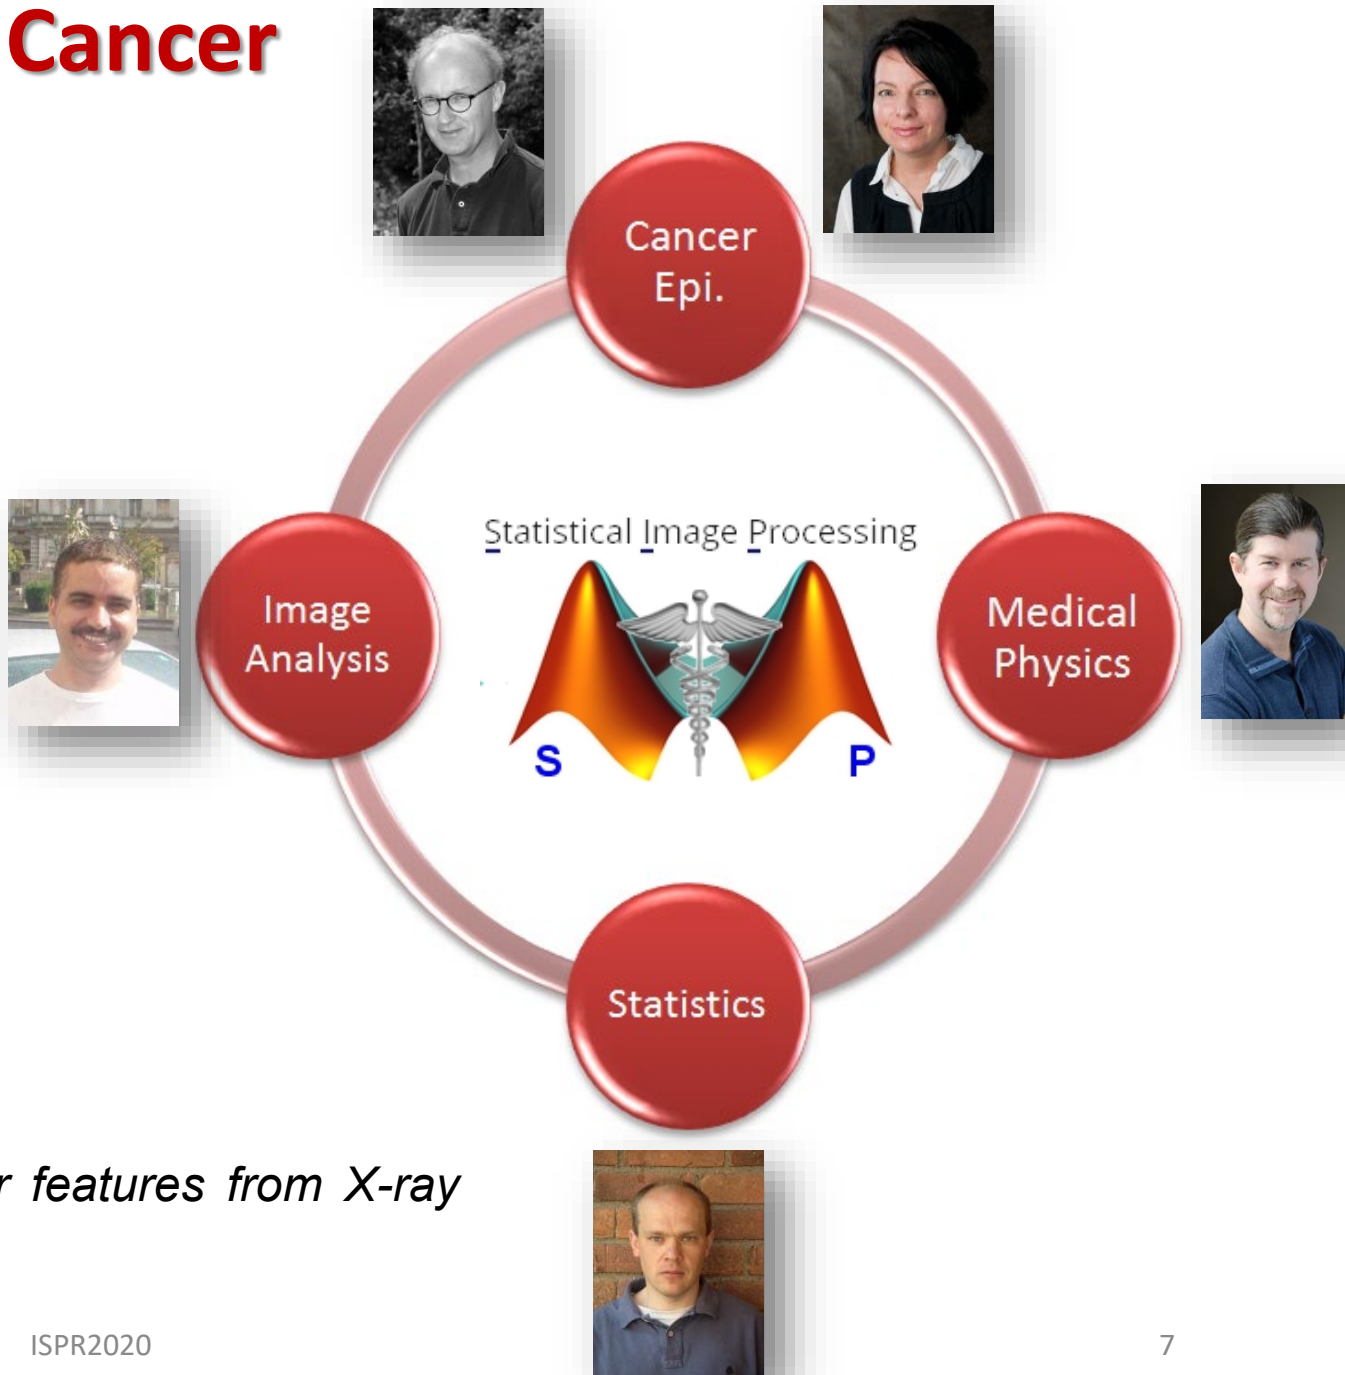 Cancer
Cancer
Epi.
Statistical Image Processing
Image
Analysis
Medical
Physics
S
P
Statistics
features from X-ray
ISPR2020
7